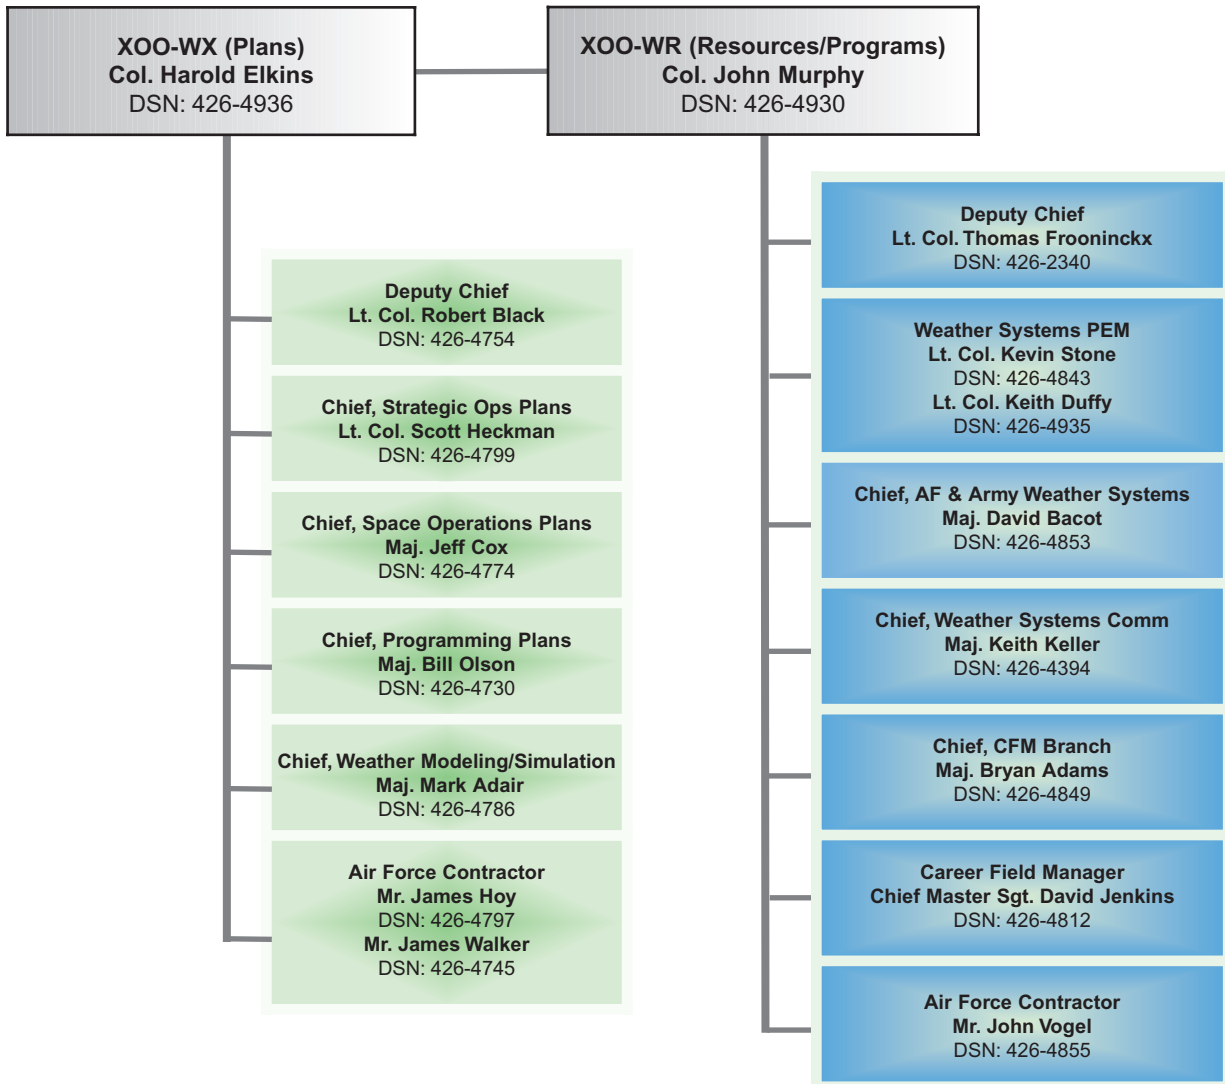 XOO-WX (Plans)
Col. Harold Elkins
DSN: 426-4936
XOO-WR (Resources/Programs)
Col. John Murphy
DSN: 426-4930
Deputy Chief
Lt. Col. Robert Black
DSN: 426-4754
Chief, Strategic Ops Plans
Lt. Col. Scott Heckman
DSN: 426-4799
Chief, Space Operations Plans
Maj. Jeff Cox
DSN: 426-4774
Chief, Programming Plans
Maj. Bill Olson
DSN: 426-4730
Chief, Weather Modeling/Simulation
Maj. Mark Adair
DSN: 426-4786
Air Force Contractor
Mr. James Hoy
DSN: 426-4797
Mr. James Walker
DSN: 426-4745
Deputy Chief
Lt. Col. Thomas Frooninckx
DSN: 426-2340
Weather Systems PEM
Lt. Col. Kevin Stone
DSN: 426-4843
Lt. Col. Keith Duffy
DSN: 426-4935
Chief, AF & Army Weather Systems
Maj. David Bacot
DSN: 426-4853
Chief, Weather Systems Comm
Maj. Keith Keller
DSN: 426-4394
Chief, CFM Branch
Maj. Bryan Adams
DSN: 426-4849
Career Field Manager
Chief Master Sgt. David Jenkins
DSN: 426-4812
Air Force Contractor
Mr. John Vogel
DSN: 426-4855